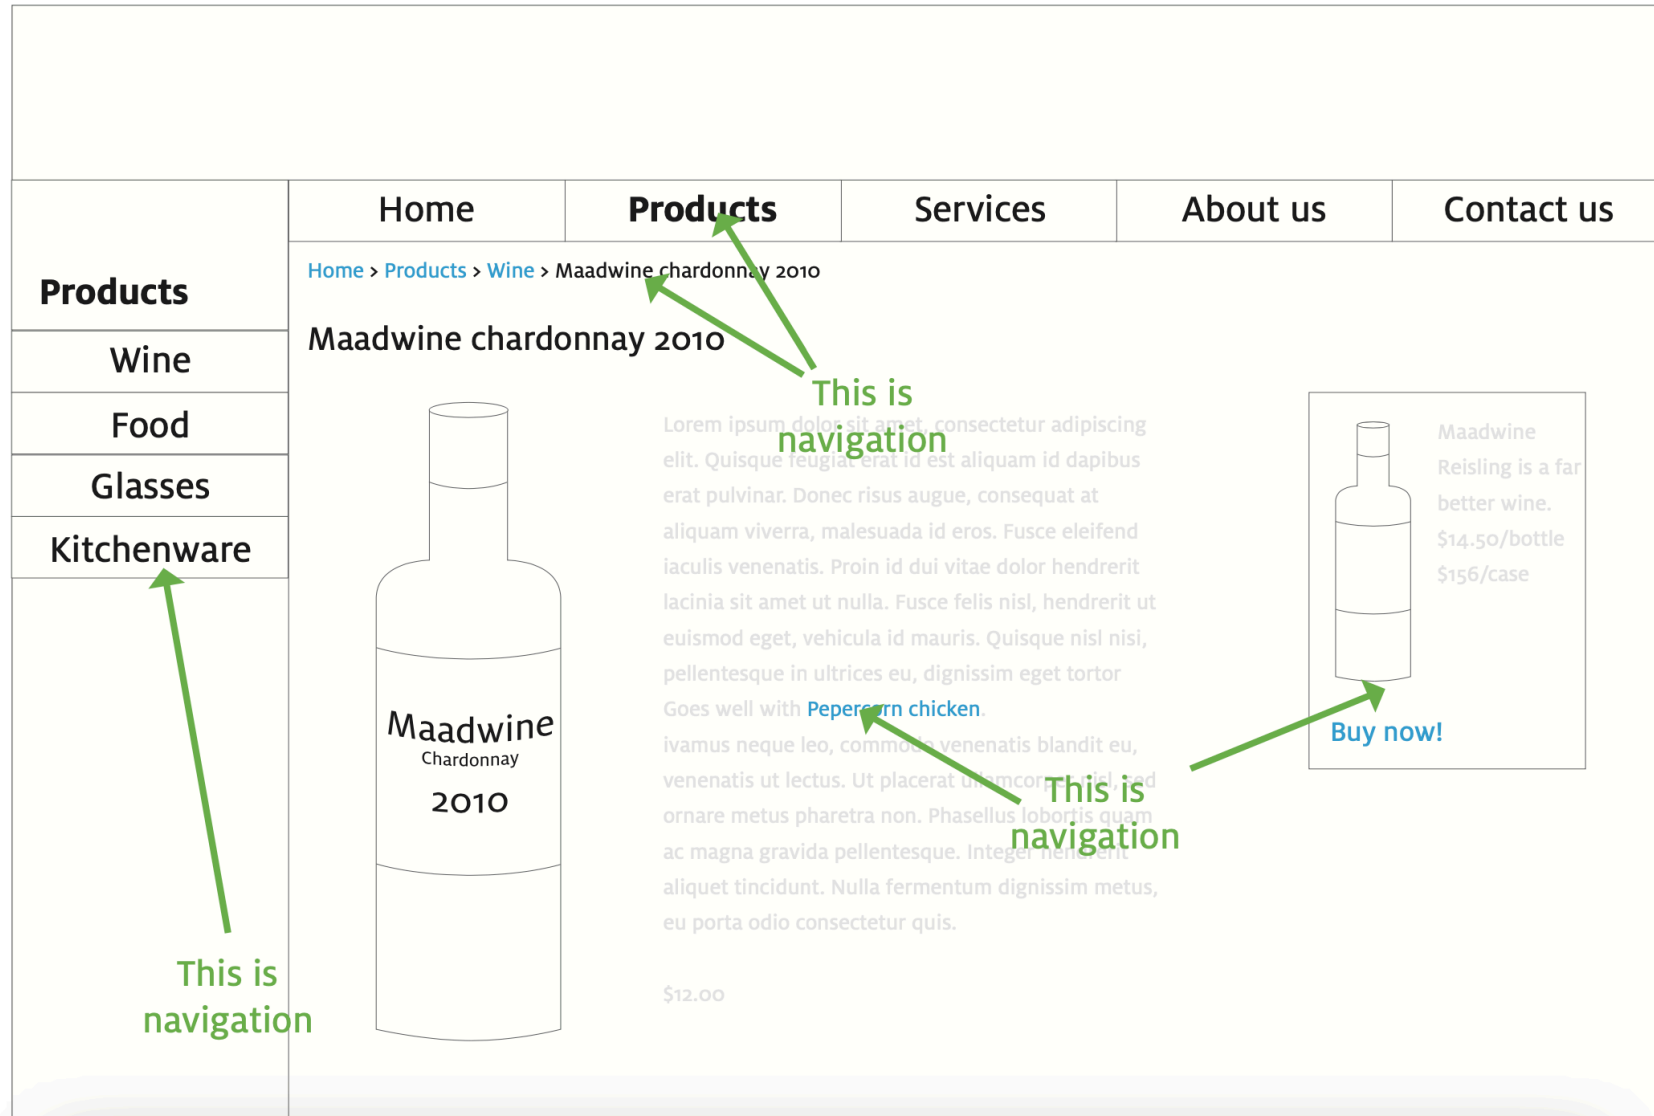 Home Products Services About us Contact us
Home > Products > Wine > Maadwine chardonnay 2010
Products
Wine
Food
Glasses
Kitchenware
This is
navigation
Maadwine chardonnay 2010
This is
navigation
Maadwine
Chardonnay
2010
Lorem ipsum dolor sit amet, consectetur adipiscing
elit. Quisque feugiat erat id est aliquam id dapibus
erat pulvinar. Donec risus augue, consequat at
aliquam viverra, malesuada id eros. Fusce eleifend
iaculis venenatis. Proin id dui vitae dolor hendrerit
lacinia sit amet ut nulla. Fusce felis nisl, hendrerit ut
euismod eget, vehicula id mauris. Quisque nisl nisi,
pellentesque in ultrices eu, dignissim eget tortor
Goes well with Pepercorn chicken.
ivamus neque leo, commodo venenatis blandit eu,
venenatis ut lectus. Ut placerat ullamcorper nisl, sed
ornare metus pharetra non. Phasellus lobortis quam
ac magna gravida pellentesque. Integer hendrerit
aliquet tincidunt. Nulla fermentum dignissim metus,
eu porta odio consectetur quis.
$12.00
This is
navigation
Maadwine
Reisling is a far
better wine.
$14.50/bottle
$156/case
Buy now!